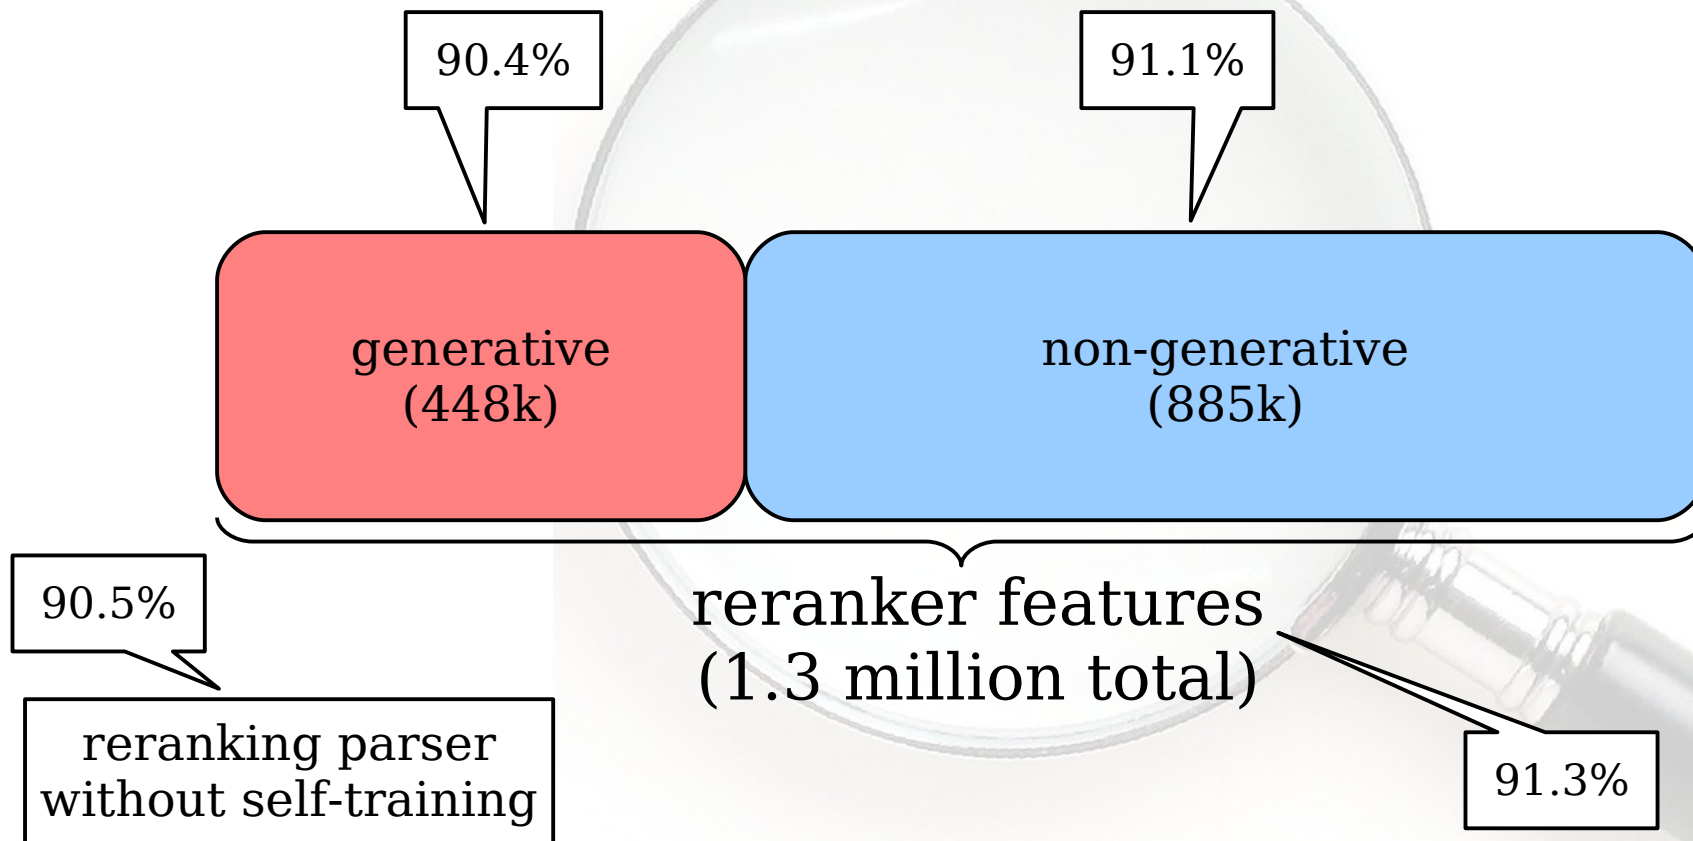 90.4%
91.1%
generative
(448k)
non-generative
(885k)
90.5%
reranker features
(1.3 million total)
reranking parser
without self-training
91.3%